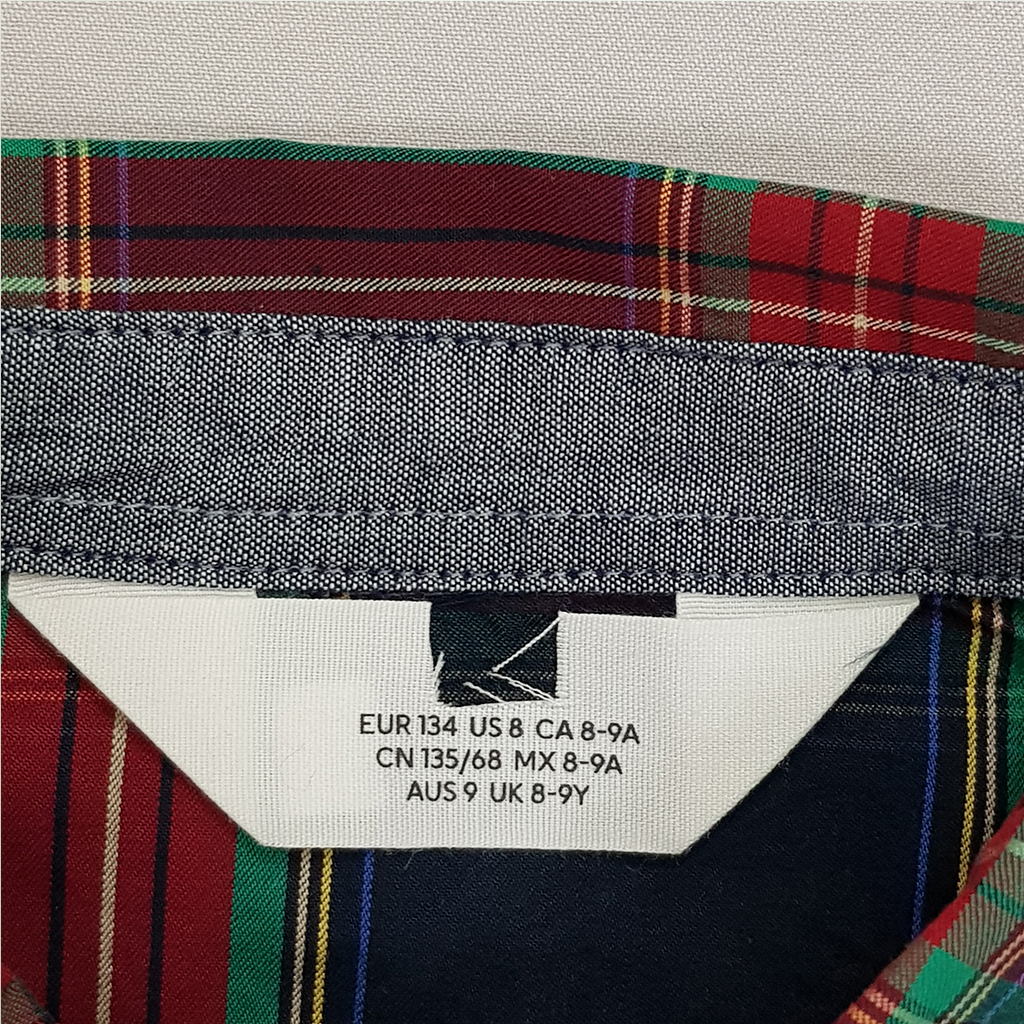 EUR 134 US 8 CA 8-9A
CN 135/68 MX 8-9A
AUS 9 UK 8-9Y